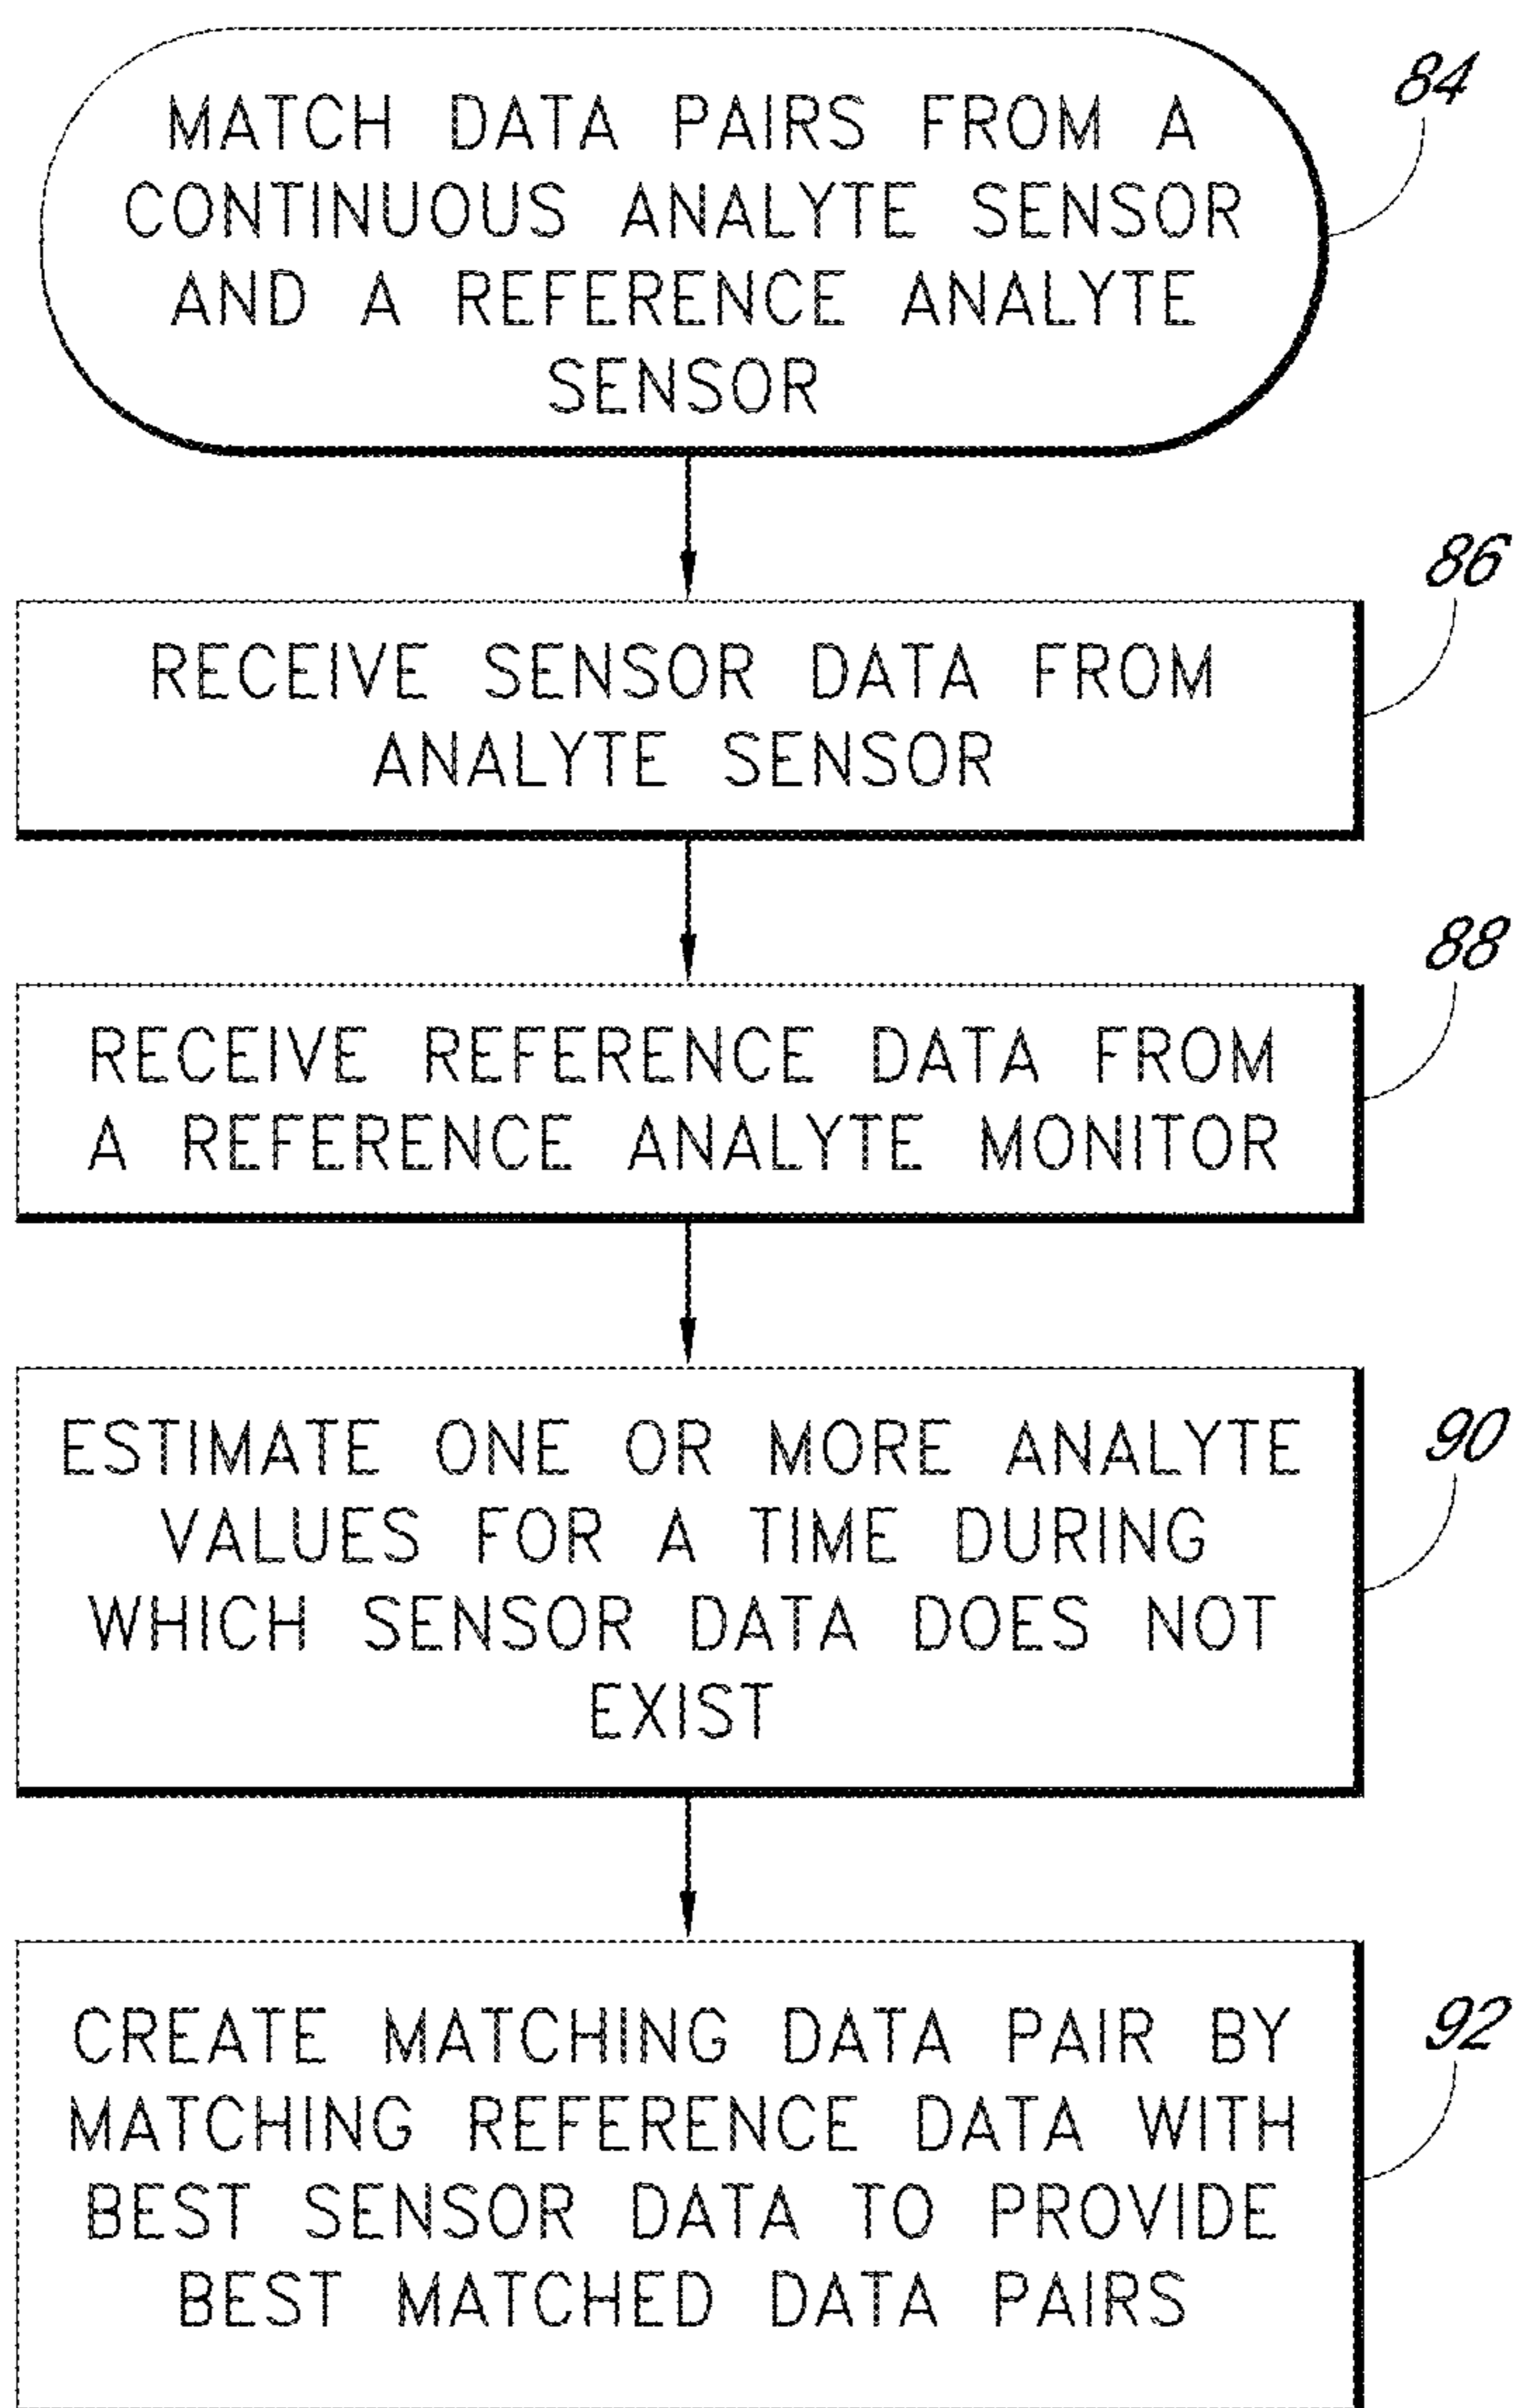 84
MATCH DATA PAIRS FROM A
CONTINUOUS ANALYTE SENSOR
AND A REFERENCE ANALYTE
SENSOR
86
RECEIVE SENSOR DATA FROM
ANALYTE SENSOR
88
RECEIVE REFERENCE DATA FROM
A REFERENCE ANALYTE MONITOR
90
ESTIMATE ONE OR MORE ANALYTE
VALUES FOR A TIME DURING
WHICH SENSOR DATA DOES NOT
EXIST
92
CREATE MATCHING DATA PAIR BY
MATCHING REFERENCE DATA WITH
BEST SENSOR DATA TO PROVIDE
BEST MATCHED DATA PAIRS